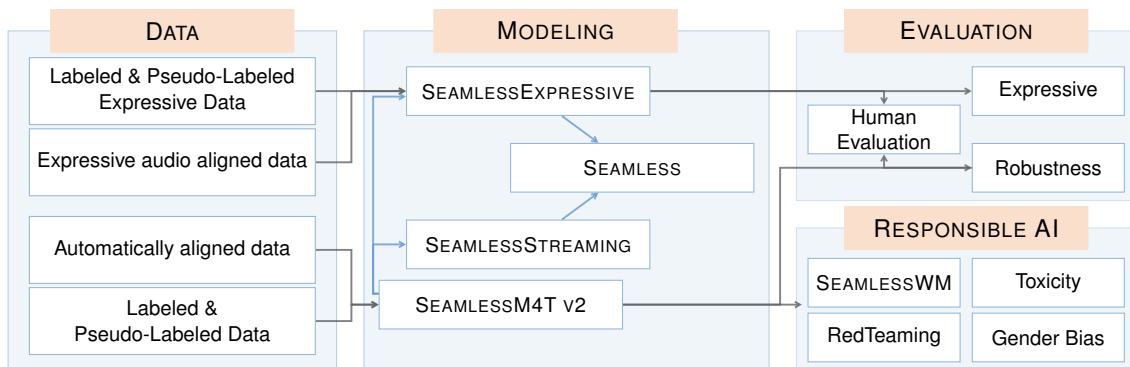 DATA
Labeled & Pseudo-Labeled
Expressive Data
Expressive audio aligned data
Automatically aligned data
Labeled &
Pseudo-Labeled Data
MODELING
SEAMLESSEXPRESSIVE
SEAMLESS
SEAMLESSSTREAMING
SEAMLESSM4T V2
EVALUATION
Expressive
Human
Evaluation
Robustness
RESPONSIBLE AI
SEAMLESSWM
Toxicity
RedTeaming
Gender Bias